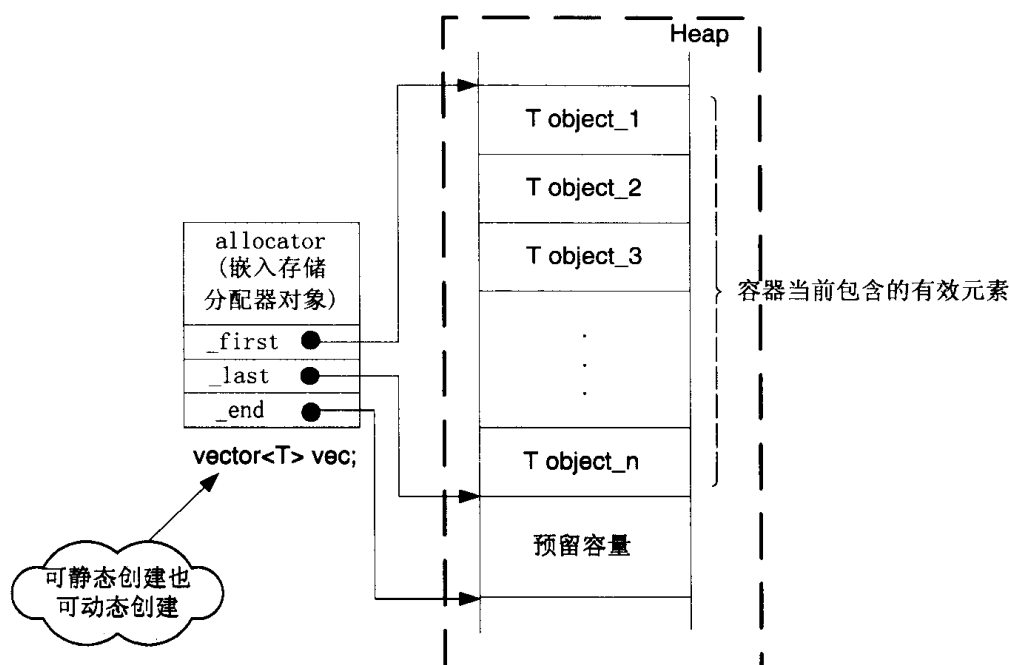 Heap
T object_1
T object_2
T object_3
allocator
(嵌入存储
分配器对象)
_first
_last
_end
vector<T> vec;
容器当前包含的有效元素
.
.
.
T object_n
预留容量
可静态创建也
可动态创建